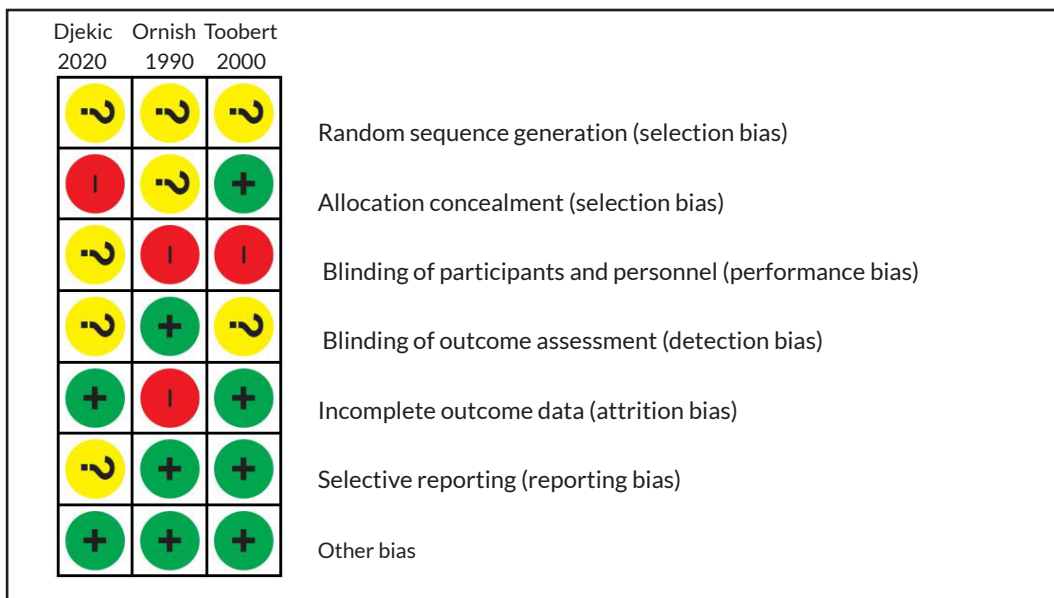 Djekic Ornish Toobert
2020 1990 2000
? ? ? Random sequence generation (selection bias)
– ? + Allocation concealment (selection bias)
? – – Blinding of participants and personnel (performance bias)
? + ? Blinding of outcome assessment (detection bias)
+ – + Incomplete outcome data (attrition bias)
? + + Selective reporting (reporting bias)
+ + + Other bias